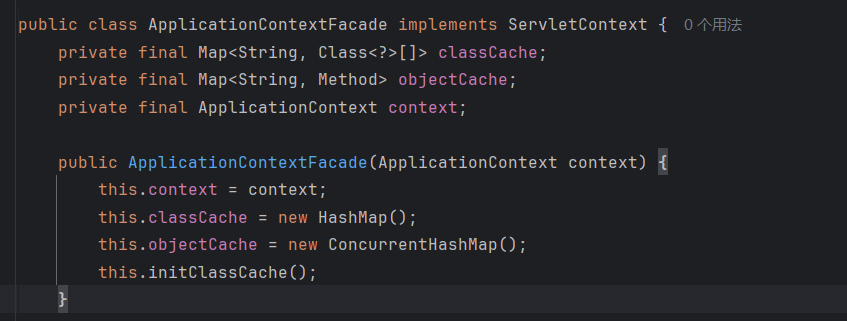 public class ApplicationContextFacade implements ServletContext { 0 个用法
private final Map<String, Class<?>[]> classCache;
private final Map<String, Method> objectCache;
private final ApplicationContext context;
public ApplicationContextFacade(ApplicationContext context) {
this.context = context;
this.classCache = new HashMap();
this.objectCache = new ConcurrentHashMap();
this.initClassCache();
}